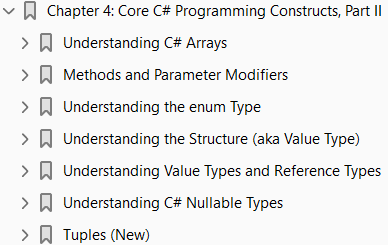 Chapter 4: Core C# Programming Constructs, Part II
Understanding C# Arrays
Methods and Parameter Modifiers
Understanding the enum Type
Understanding the Structure (aka Value Type)
Understanding Value Types and Reference Types
Understanding C# Nullable Types
Tuples (New)